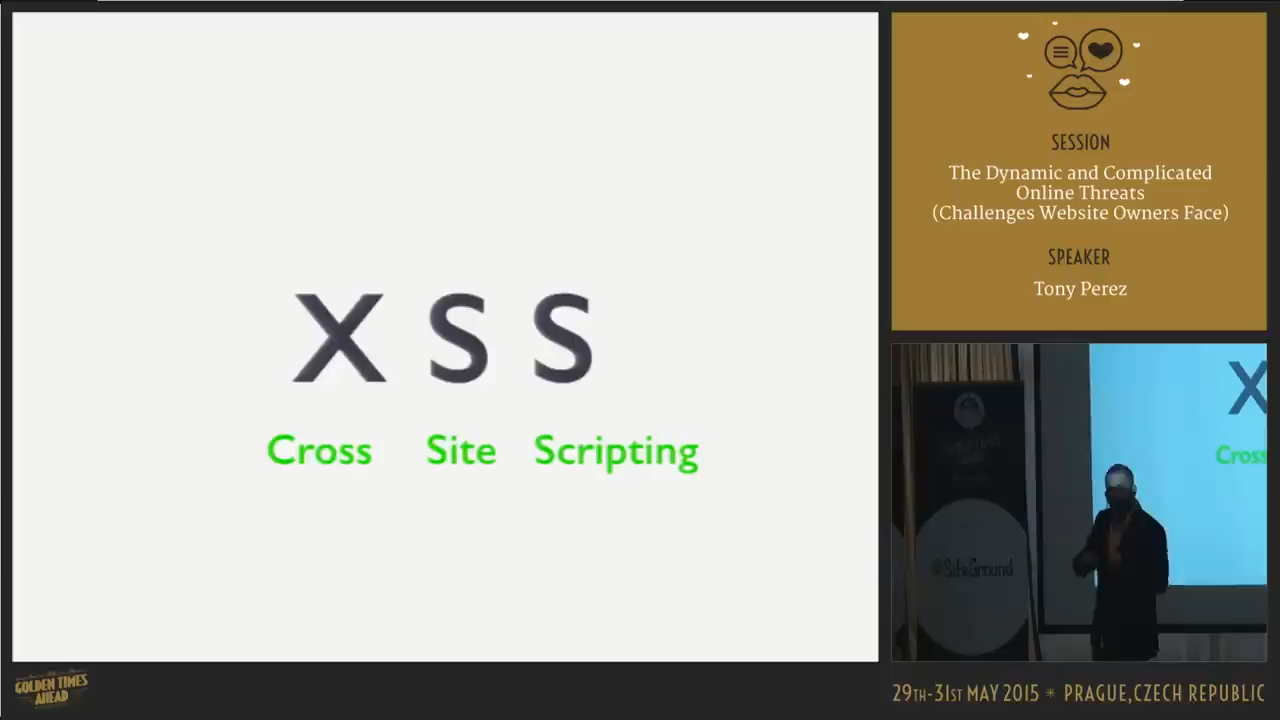 X S S
Cross Site Scripting
SESSION
The Dynamic and Complicated
Online Threats
(Challenges Website Owners Face)
SPEAKER
Tony Perez
X
Cross
SiteGround
GOLDEN TIMES
AHEAD
29TH-31ST MAY 2015 * PRAGUE,CZECH REPUBLIC